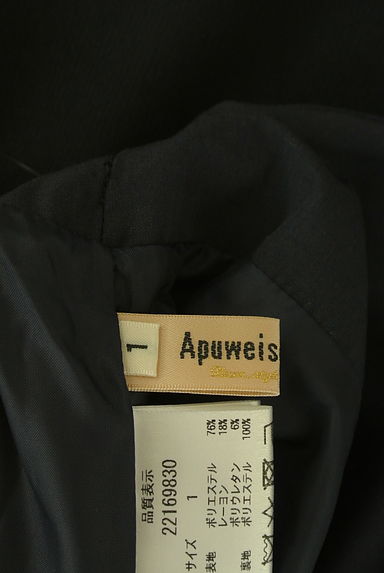 1
Apuweis
品質表示
22169830
サイズ 1
表地 ポリエステル 76%
レーヨン 18%
ポリウレタン 6%
裏地 ポリエステル 100%